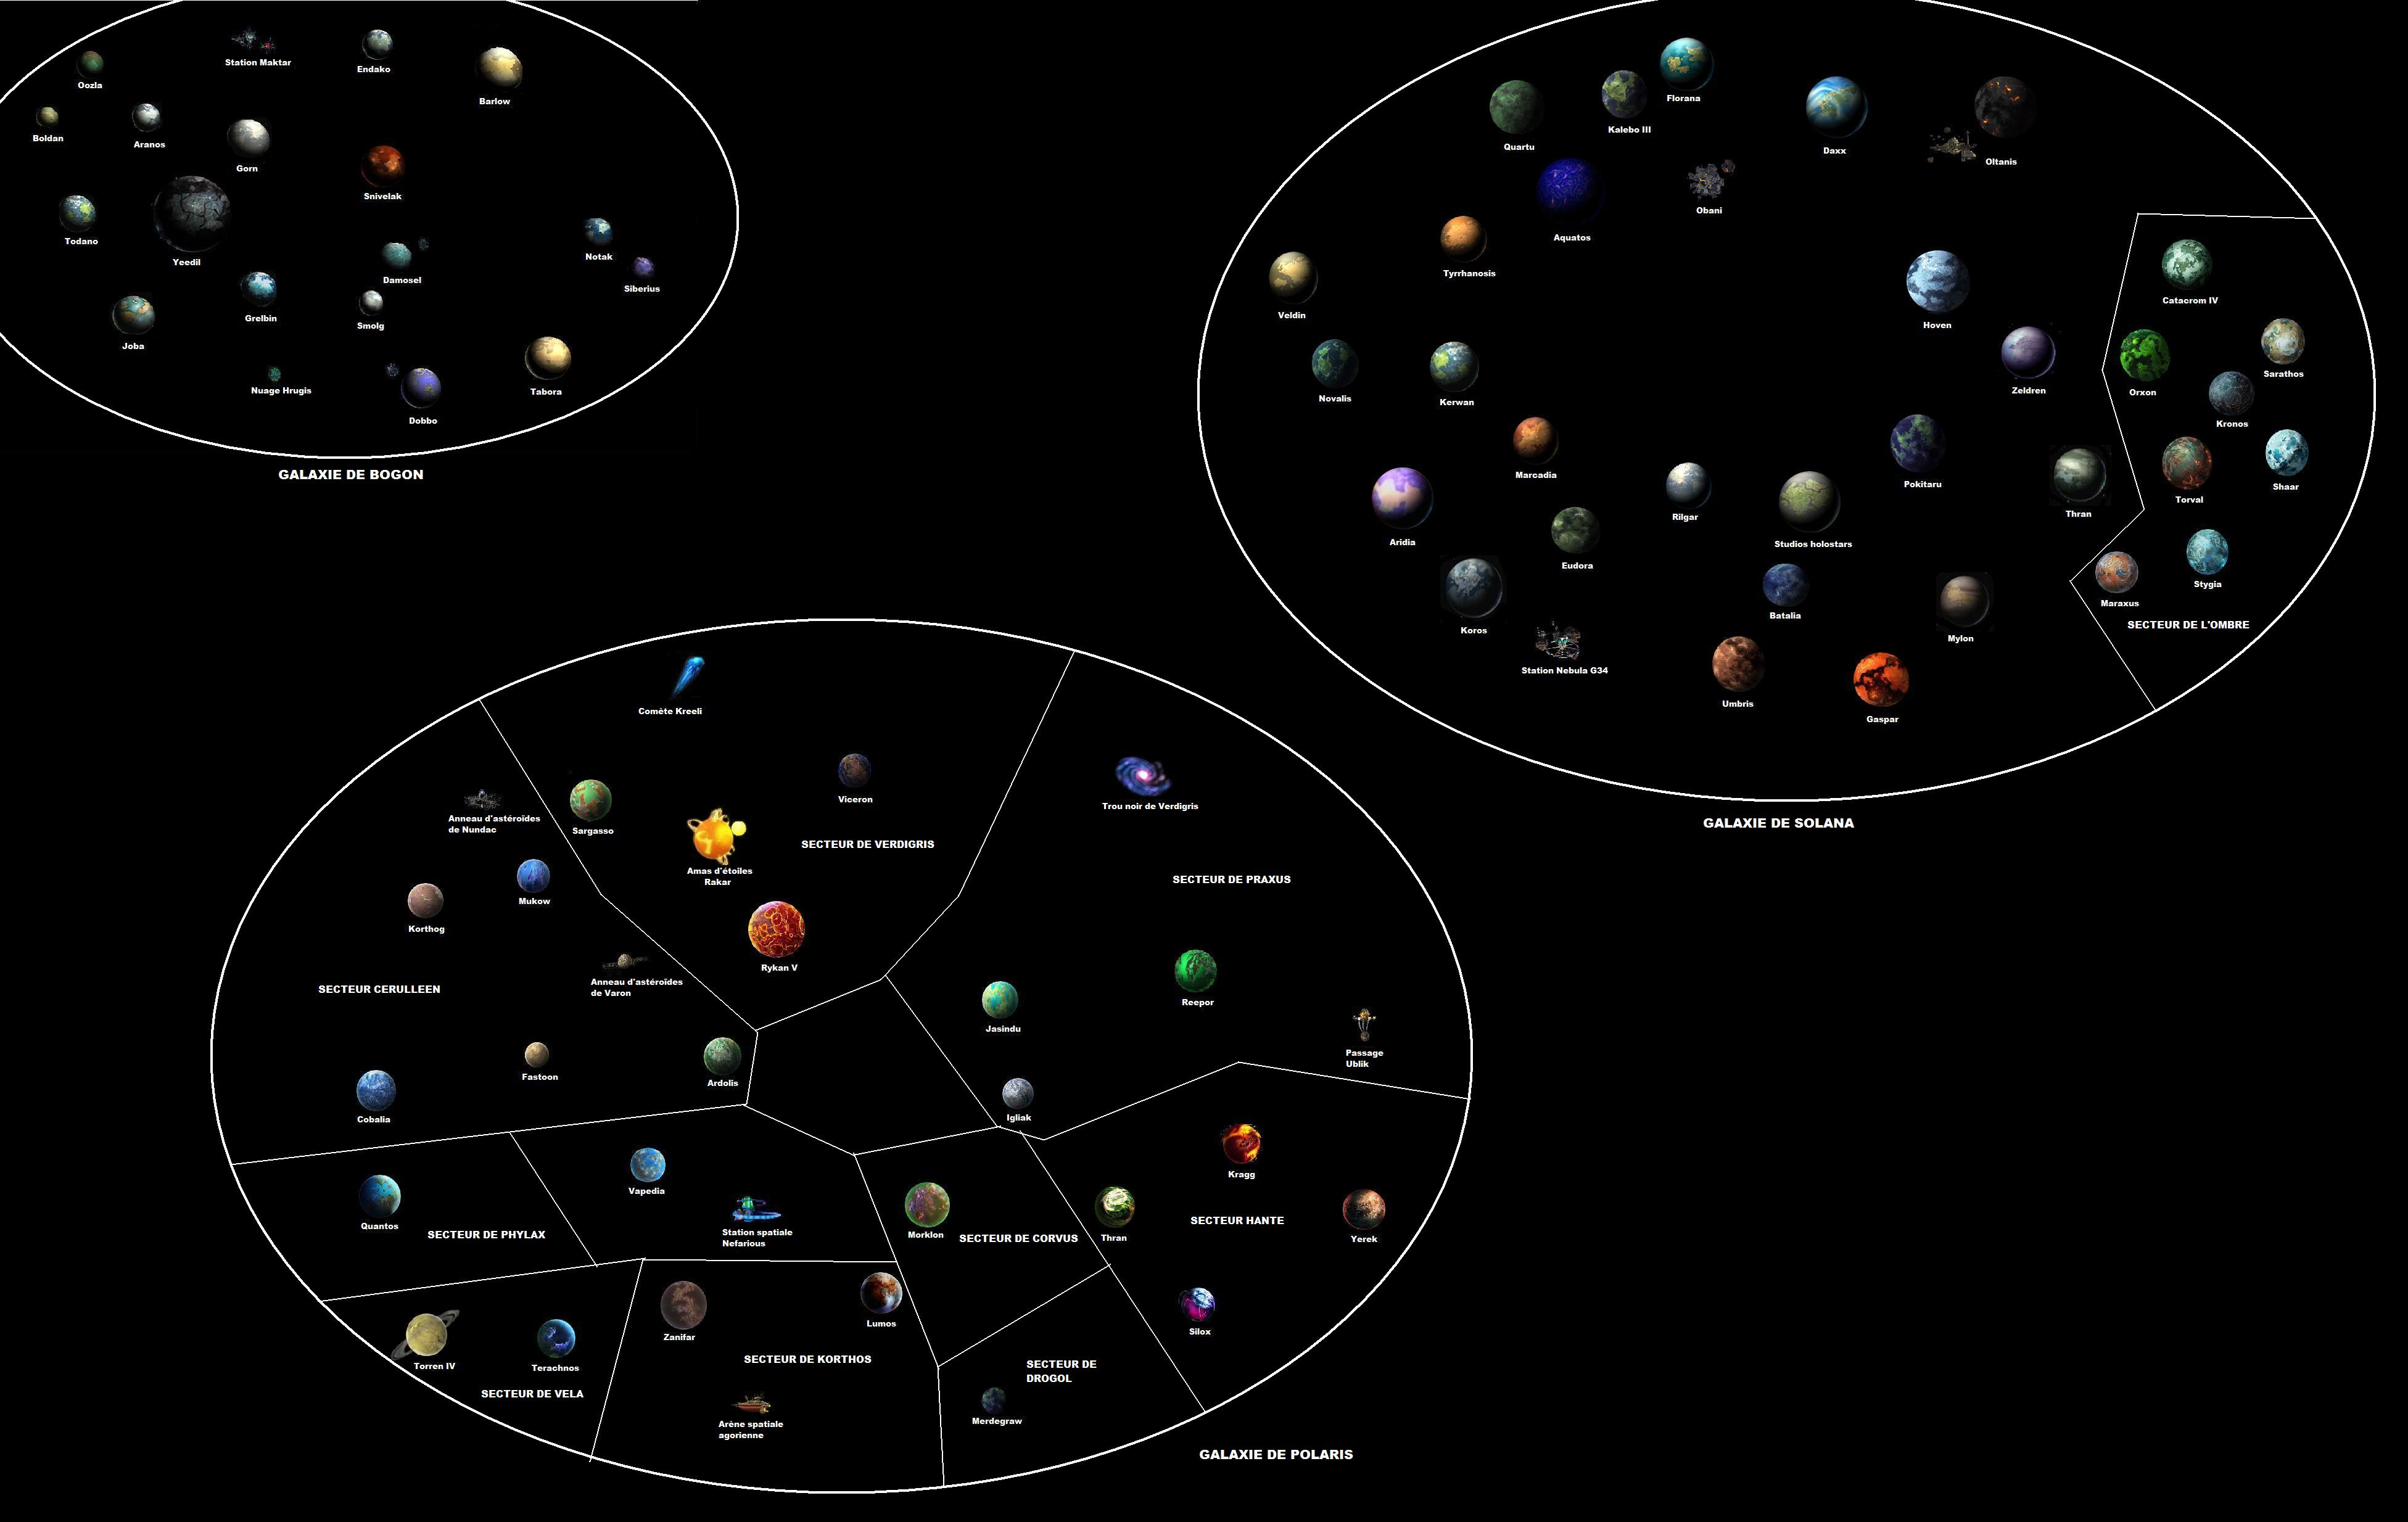 Station Maktar
Endako
Oozla
Barlow
Boldan
Aranos
Gorn
Snivelak
Todano
Yeedil
Notak
Damosel
Siberius
Grelbin
Smolg
Joba
Nuage Hrugis
Tabora
Dobbo
GALAXIE DE BOGON
Florana
Kalebo III
Quartu
Daxx
Oltanis
Obani
Aquatos
Tyrrhanosis
Veldin
Hoven
Catacrom IV
Novalis
Kerwan
Zeldren
Orxon
Sarathos
Kronos
Marcadia
Pokitaru
Shaar
Torval
Rilgar
Thran
Aridia
Studios holostars
Eudora
Stygia
Maraxus
Batalia
SECTEUR DE L'OMBRE
Koros
Mylon
Station Nebula G34
Umbris
Gaspar
GALAXIE DE SOLANA
Comète Kreeli
Viceron
Trou noir de Verdigris
Anneau d'astéroïdes
de Nundac
Sargasso
SECTEUR DE VERDIGRIS
Amas d'étoiles
Rakar
SECTEUR DE PRAXUS
Mukow
Korthog
Rykan V
Anneau d'astéroïdes
de Varon
SECTEUR CERULLEEN
Reepor
Jasindu
Passage
Ublik
Fastoon
Ardolis
Cobalia
Igliak
Kragg
Vapedia
Quantos
SECTEUR DE PHYLAX
Station spatiale
Nefarious
Morklon
SECTEUR DE CORVUS
Thran
SECTEUR HANTE
Yerek
Lumos
Zanifar
Silox
Torren IV
Terachnos
SECTEUR DE KORTHOS
SECTEUR DE
DROGOL
SECTEUR DE VELA
Arène spatiale
agorienne
Merdegraw
GALAXIE DE POLARIS